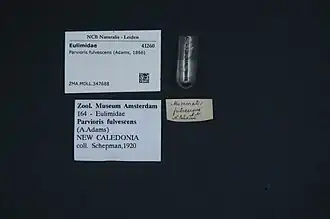 NCB Naturalis - Leiden
Eulimidae 41260
Parvioris fulvescens (Adams, 1866)
ZMA.MOLL.347688
Zool. Museum Amsterdam
164 - Eulimidae
Parvioris fulvescens
(A.Adams)
NEW CALEDONIA
coll. Schepman,1920